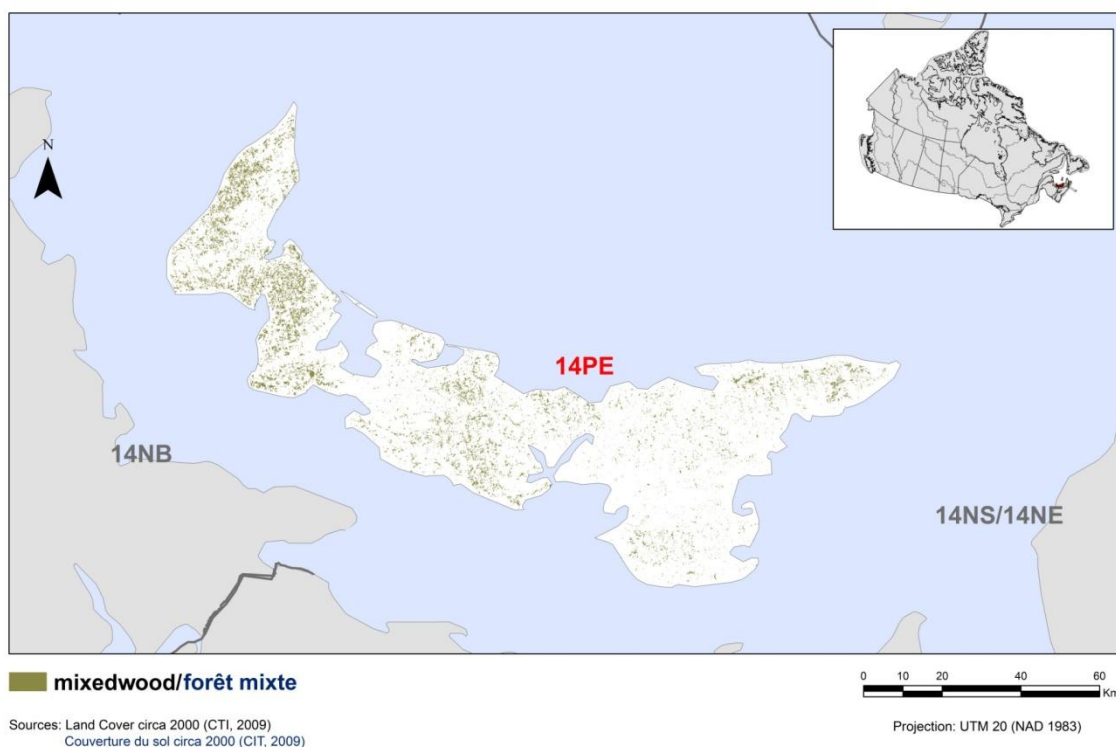 N
14PE
14NB
14NS/14NE
mixedwood/forêt mixte
0 10 20 40 60
Km
Sources: Land Cover circa 2000 (CTI, 2009)
Couverture du sol circa 2000 (CIT, 2009)
Projection: UTM 20 (NAD 1983)